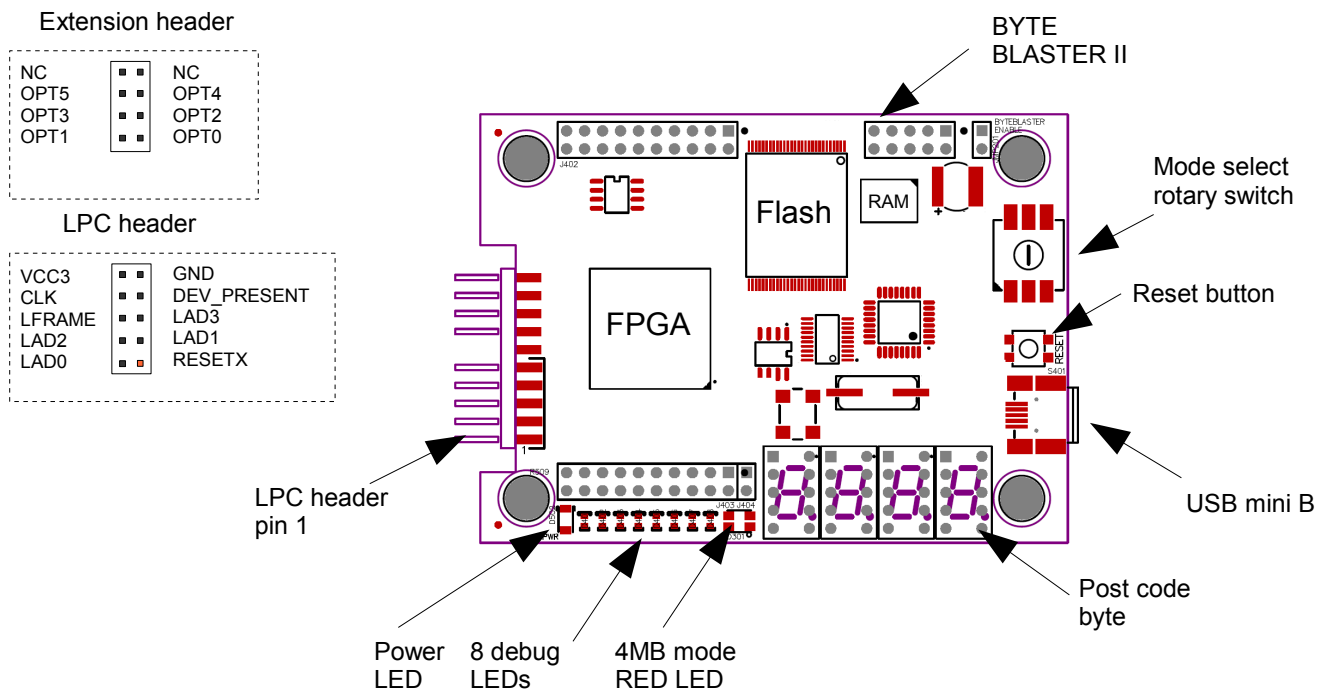 Extension header
NC NC
OPT5 OPT4
OPT3 OPT2
OPT1 OPT0
LPC header
VCC3 GND
CLK DEV_PRESENT
LFRAME LAD3
LAD2 LAD1
LAD0 RESETX
BYTE
BLASTER II
BYTEBLASTER
ENABLE
J402
Flash
RAM
+
-
Mode select
rotary switch
FPGA
Reset button
RESET
S401
1
LPC header
pin 1
J403 J404
USB mini B
PWR
Post code
byte
Power
LED
8 debug
LEDs
4MB mode
RED LED